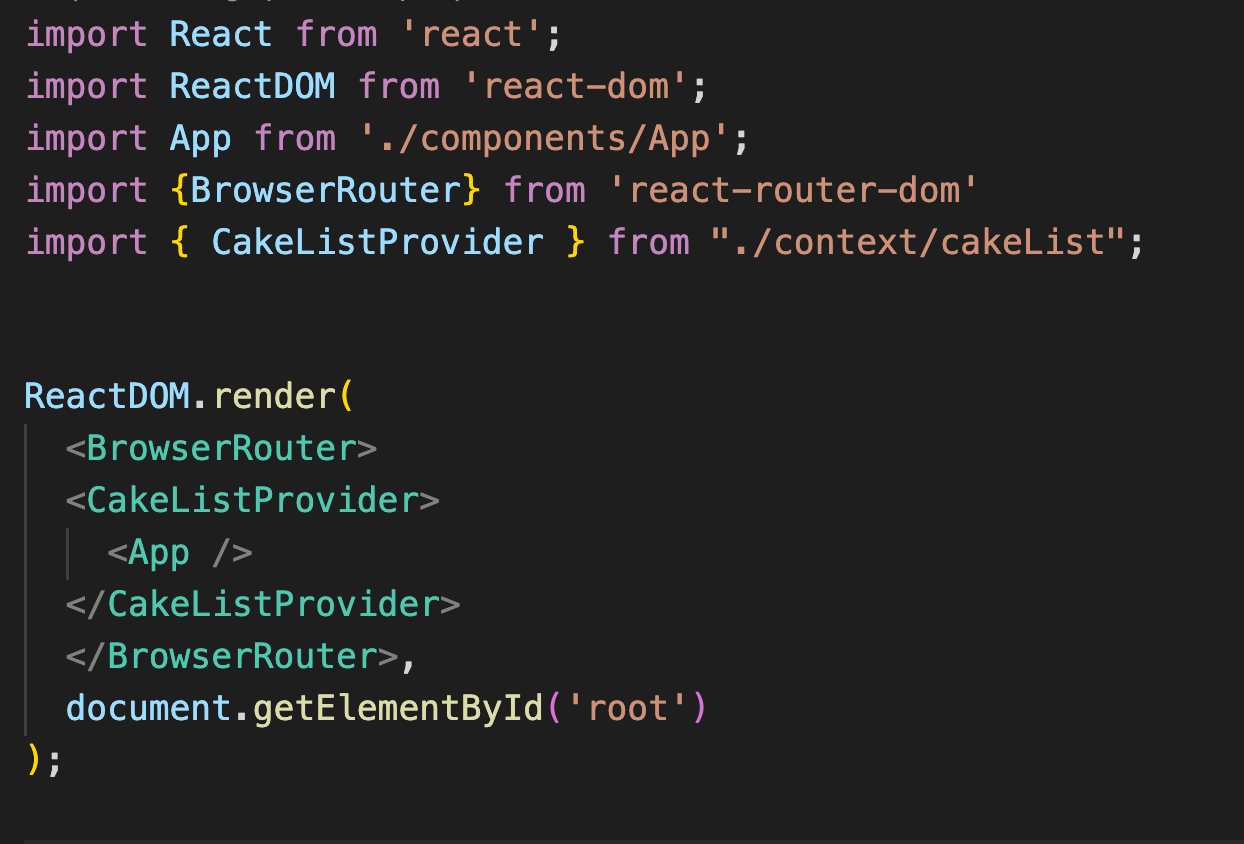 import React from 'react';
import ReactDOM from 'react-dom';
import App from './components/App';
import {BrowserRouter} from 'react-router-dom'
import { CakeListProvider } from "./context/cakeList";
ReactDOM.render(
<BrowserRouter>
<CakeListProvider>
<App />
</CakeListProvider>
</BrowserRouter>,
document.getElementById('root')
);